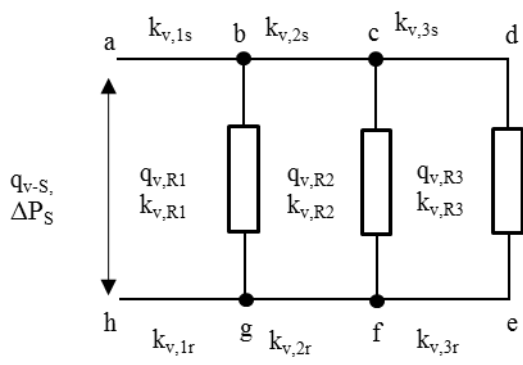 a k_v,1s b k_v,2s c k_v,3s d
q_v-S, q_v,R1 q_v,R2 q_v,R3
ΔP_S k_v,R1 k_v,R2 k_v,R3
h k_v,1r g k_v,2r f k_v,3r e